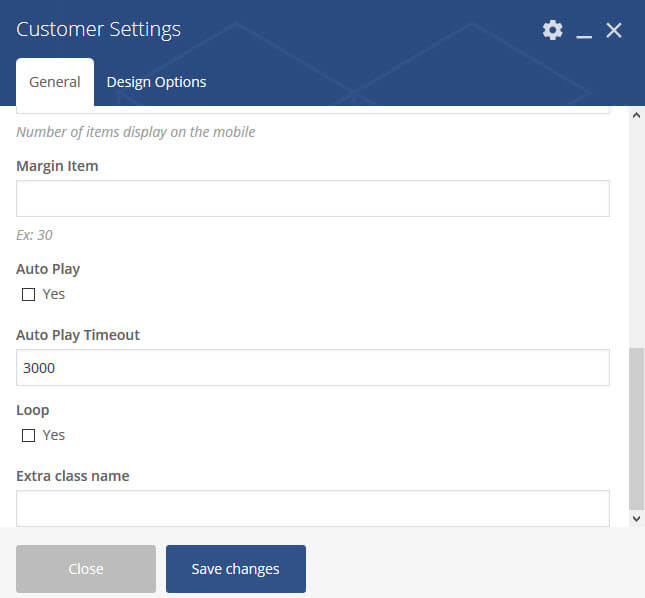 Customer Settings
General
Design Options
Number of items display on the mobile
Margin Item
Ex: 30
Auto Play
Yes
Auto Play Timeout
3000
Loop
Yes
Extra class name
Close
Save changes